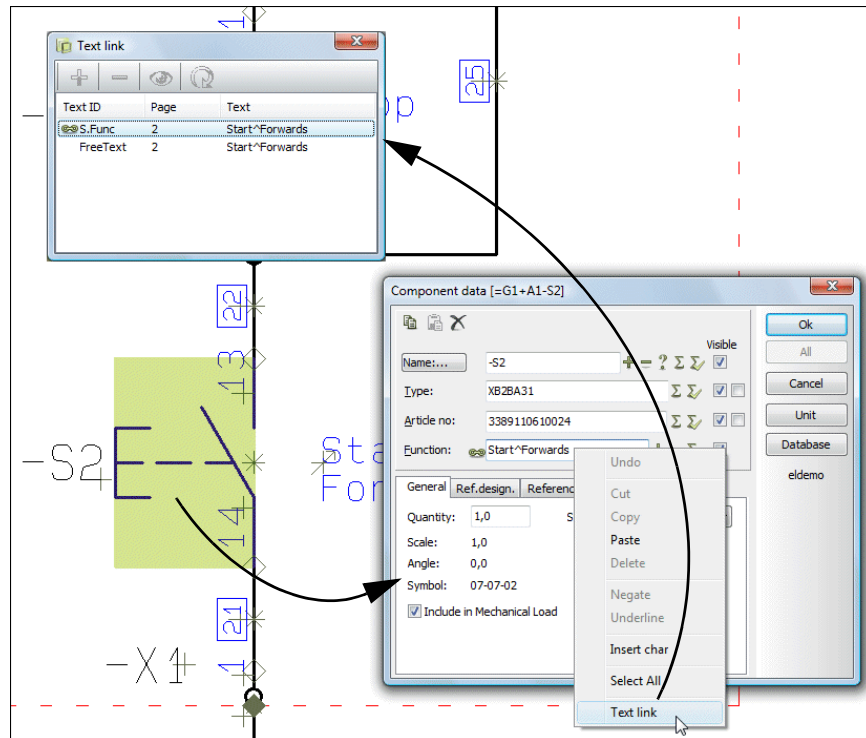 1
Text link
25
op
Text ID Page Text
S.Func 2 Start^Forwards
FreeText 2 Start^Forwards
22
Component data [=G1+A1-S2]
Ok
Visible
All
Name:... -S2
Cancel
Type: XB2BA31
Article no: 3389110610024
Unit
Function: Start^Forwards
Database
eldemo
13
-S2
Sta
For
14
General Ref.design. Referenc
Quantity: 1,0 S
Scale: 1,0
Angle: 0,0
Symbol: 07-07-02
Include in Mechanical Load
Undo
Cut
Copy
Paste
Delete
Negate
Underline
Insert char
Select All
Text link
21
-X1
1